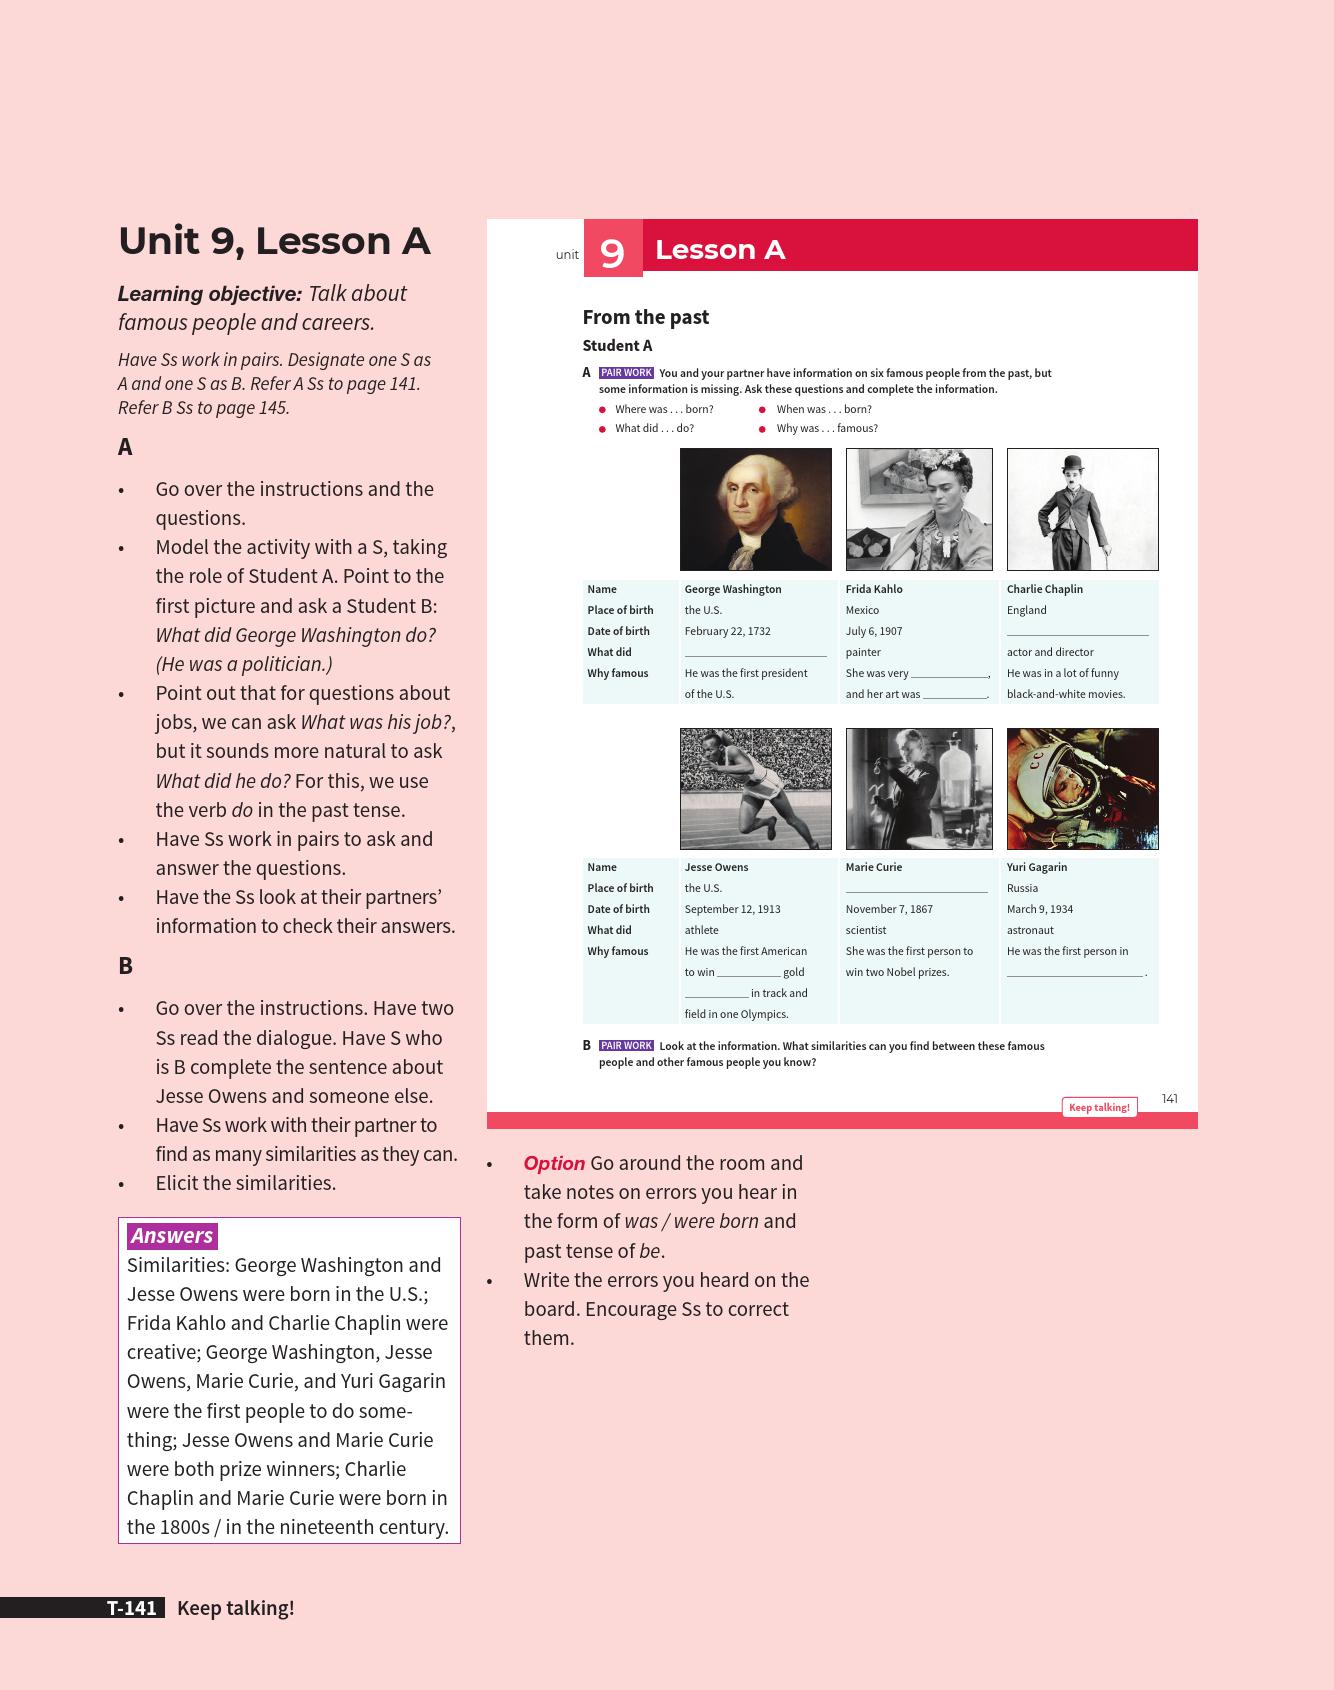 Unit 9, Lesson A
Learning objective: Talk about
famous people and careers.
Have Ss work in pairs. Designate one S as
A and one S as B. Refer A Ss to page 141.
Refer B Ss to page 145.
A
• Go over the instructions and the
questions.
• Model the activity with a S, taking
the role of Student A. Point to the
first picture and ask a Student B:
What did George Washington do?
(He was a politician.)
• Point out that for questions about
jobs, we can ask What was his job?,
but it sounds more natural to ask
What did he do? For this, we use
the verb do in the past tense.
• Have Ss work in pairs to ask and
answer the questions.
• Have the Ss look at their partners’
information to check their answers.
B
• Go over the instructions. Have two
Ss read the dialogue. Have S who
is B complete the sentence about
Jesse Owens and someone else.
• Have Ss work with their partner to
find as many similarities as they can.
• Elicit the similarities.
Answers
Similarities: George Washington and
Jesse Owens were born in the U.S.;
Frida Kahlo and Charlie Chaplin were
creative; George Washington, Jesse
Owens, Marie Curie, and Yuri Gagarin
were the first people to do some-
thing; Jesse Owens and Marie Curie
were both prize winners; Charlie
Chaplin and Marie Curie were born in
the 1800s / in the nineteenth century.
unit 9 Lesson A
From the past
Student A
A PAIR WORK You and your partner have information on six famous people from the past, but
some information is missing. Ask these questions and complete the information.
• Where was . . . born? • When was . . . born?
• What did . . . do? • Why was . . . famous?
Name George Washington Frida Kahlo Charlie Chaplin
Place of birth the U.S. Mexico England
Date of birth February 22, 1732 July 6, 1907 ____________
What did ____________ painter actor and director
Why famous He was the first president She was very ____________, He was in a lot of funny
of the U.S. and her art was ____________. black-and-white movies.
CC
Name Jesse Owens Marie Curie Yuri Gagarin
Place of birth the U.S. ____________ Russia
Date of birth September 12, 1913 November 7, 1867 March 9, 1934
What did athlete scientist astronaut
Why famous He was the first American She was the first person to He was the first person in
to win ____________ gold win two Nobel prizes. ____________ .
____________ in track and
field in one Olympics.
B PAIR WORK Look at the information. What similarities can you find between these famous
people and other famous people you know?
Keep talking! 141
• Option Go around the room and
take notes on errors you hear in
the form of was / were born and
past tense of be.
• Write the errors you heard on the
board. Encourage Ss to correct
them.
T-141 Keep talking!